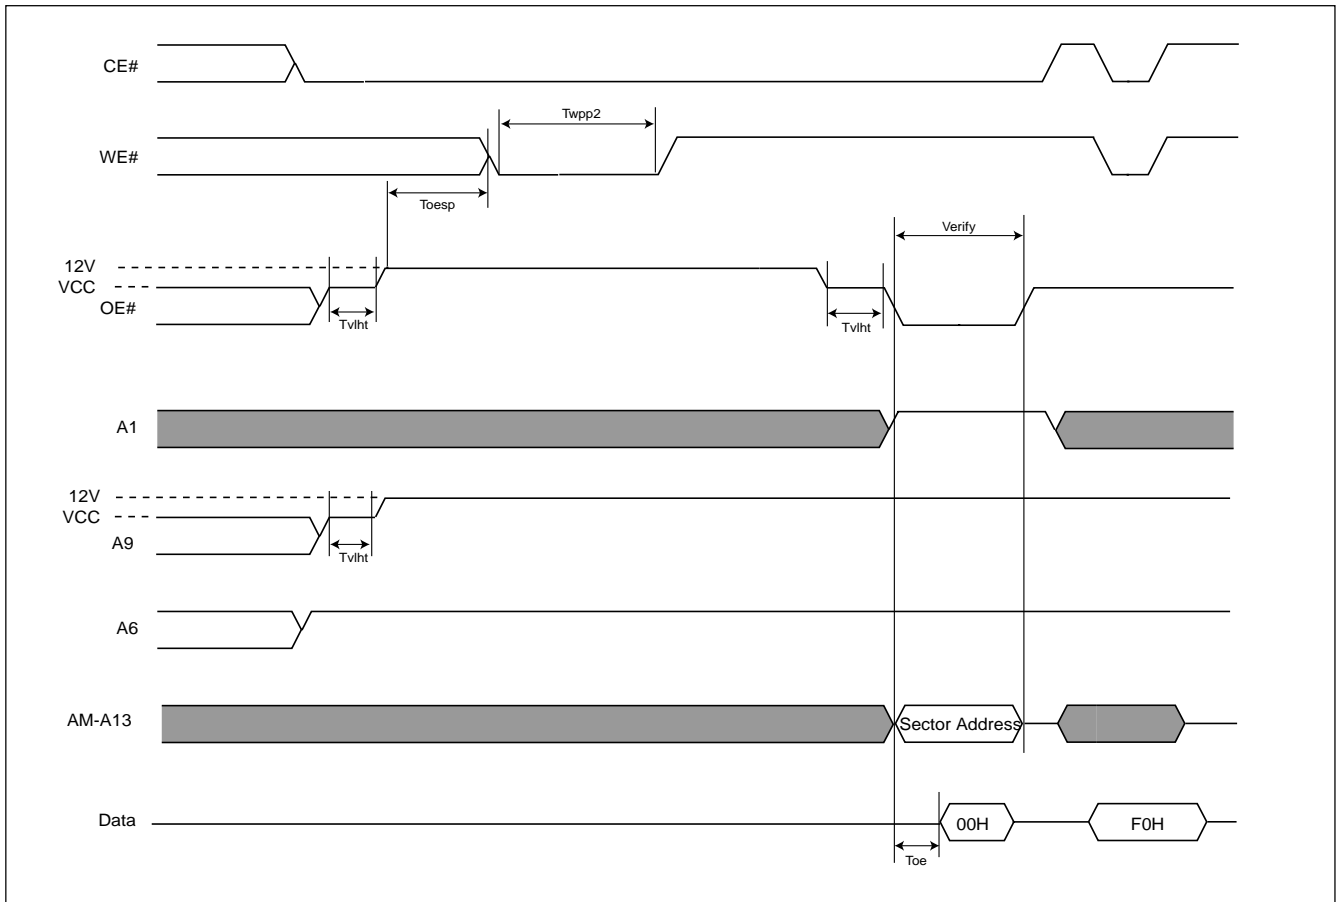 CE#
Twpp2
WE#
Toesp
Verify
12V
VCC
OE#
Tvlht
Tvlht
A1
12V
VCC
A9
Tvlht
A6
AM-A13
Sector Address
Data
00H
F0H
Toe